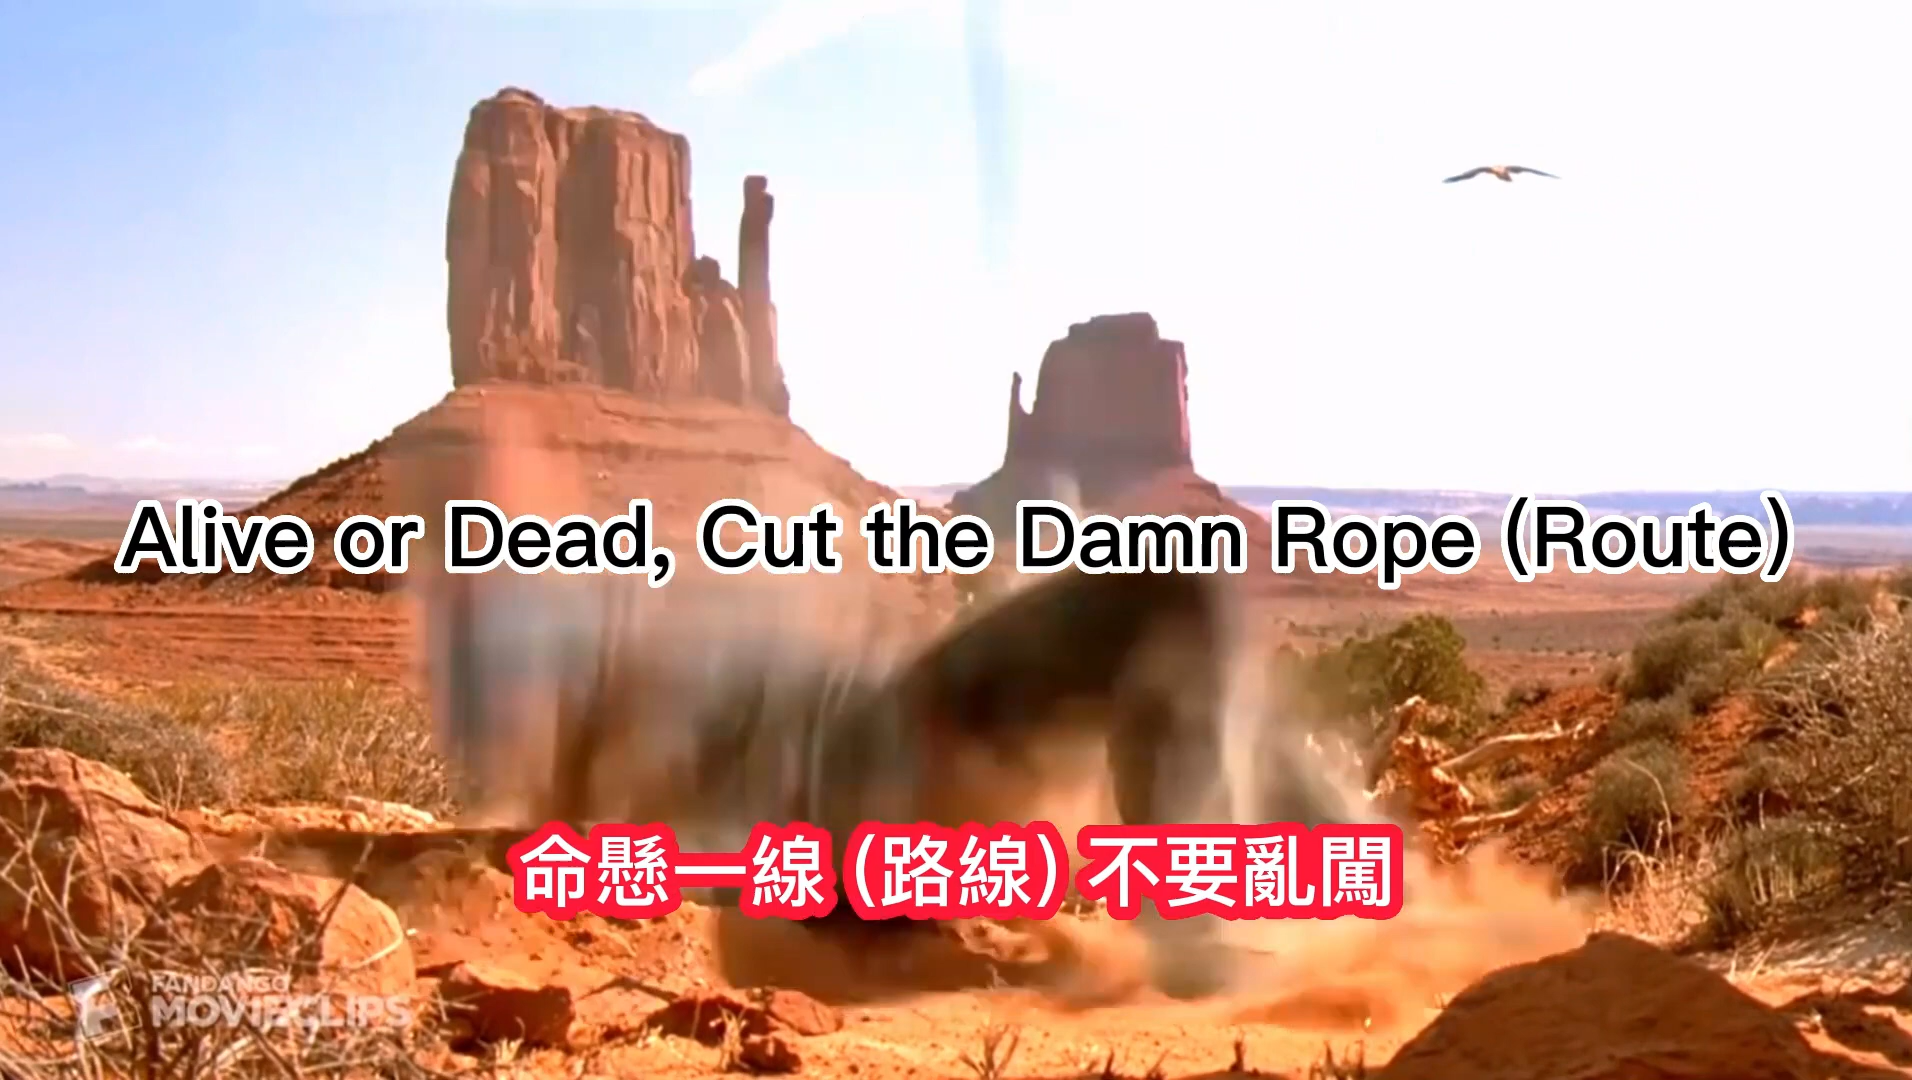 Alive or Dead, Cut the Damn Rope (Route)
命懸一線 (路線) 不要亂闖
FANDANGO
MOVIECLIPS